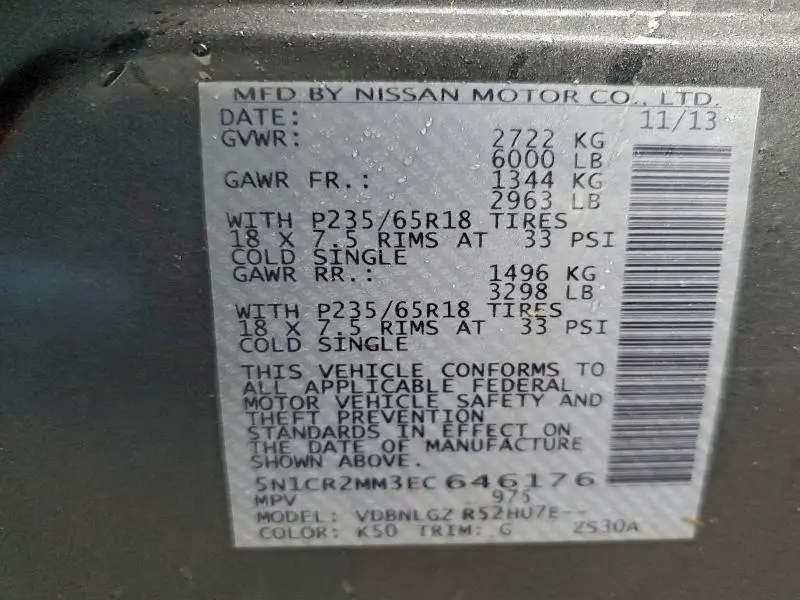 MFD BY NISSAN MOTOR CO., LTD.
DATE: 11/13
GVWR: 2722 KG
6000 LB
GAWR FR.: 1344 KG
2963 LB
WITH P235/65R18 TIRES
18 X 7.5 RIMS AT 33 PSI
COLD SINGLE
GAWR RR.: 1496 KG
3298 LB
WITH P235/65R18 TIRES
18 X 7.5 RIMS AT 33 PSI
COLD SINGLE
THIS VEHICLE CONFORMS TO
ALL APPLICABLE FEDERAL
MOTOR VEHICLE SAFETY AND
THEFT PREVENTION
STANDARDS IN EFFECT ON
THE DATE OF MANUFACTURE
SHOWN ABOVE.
5N1CR2MM3EC646176
MPV 975
MODEL: VDBNLGZ R52HU7E--
COLOR: K50 TRIM: G ZS30A